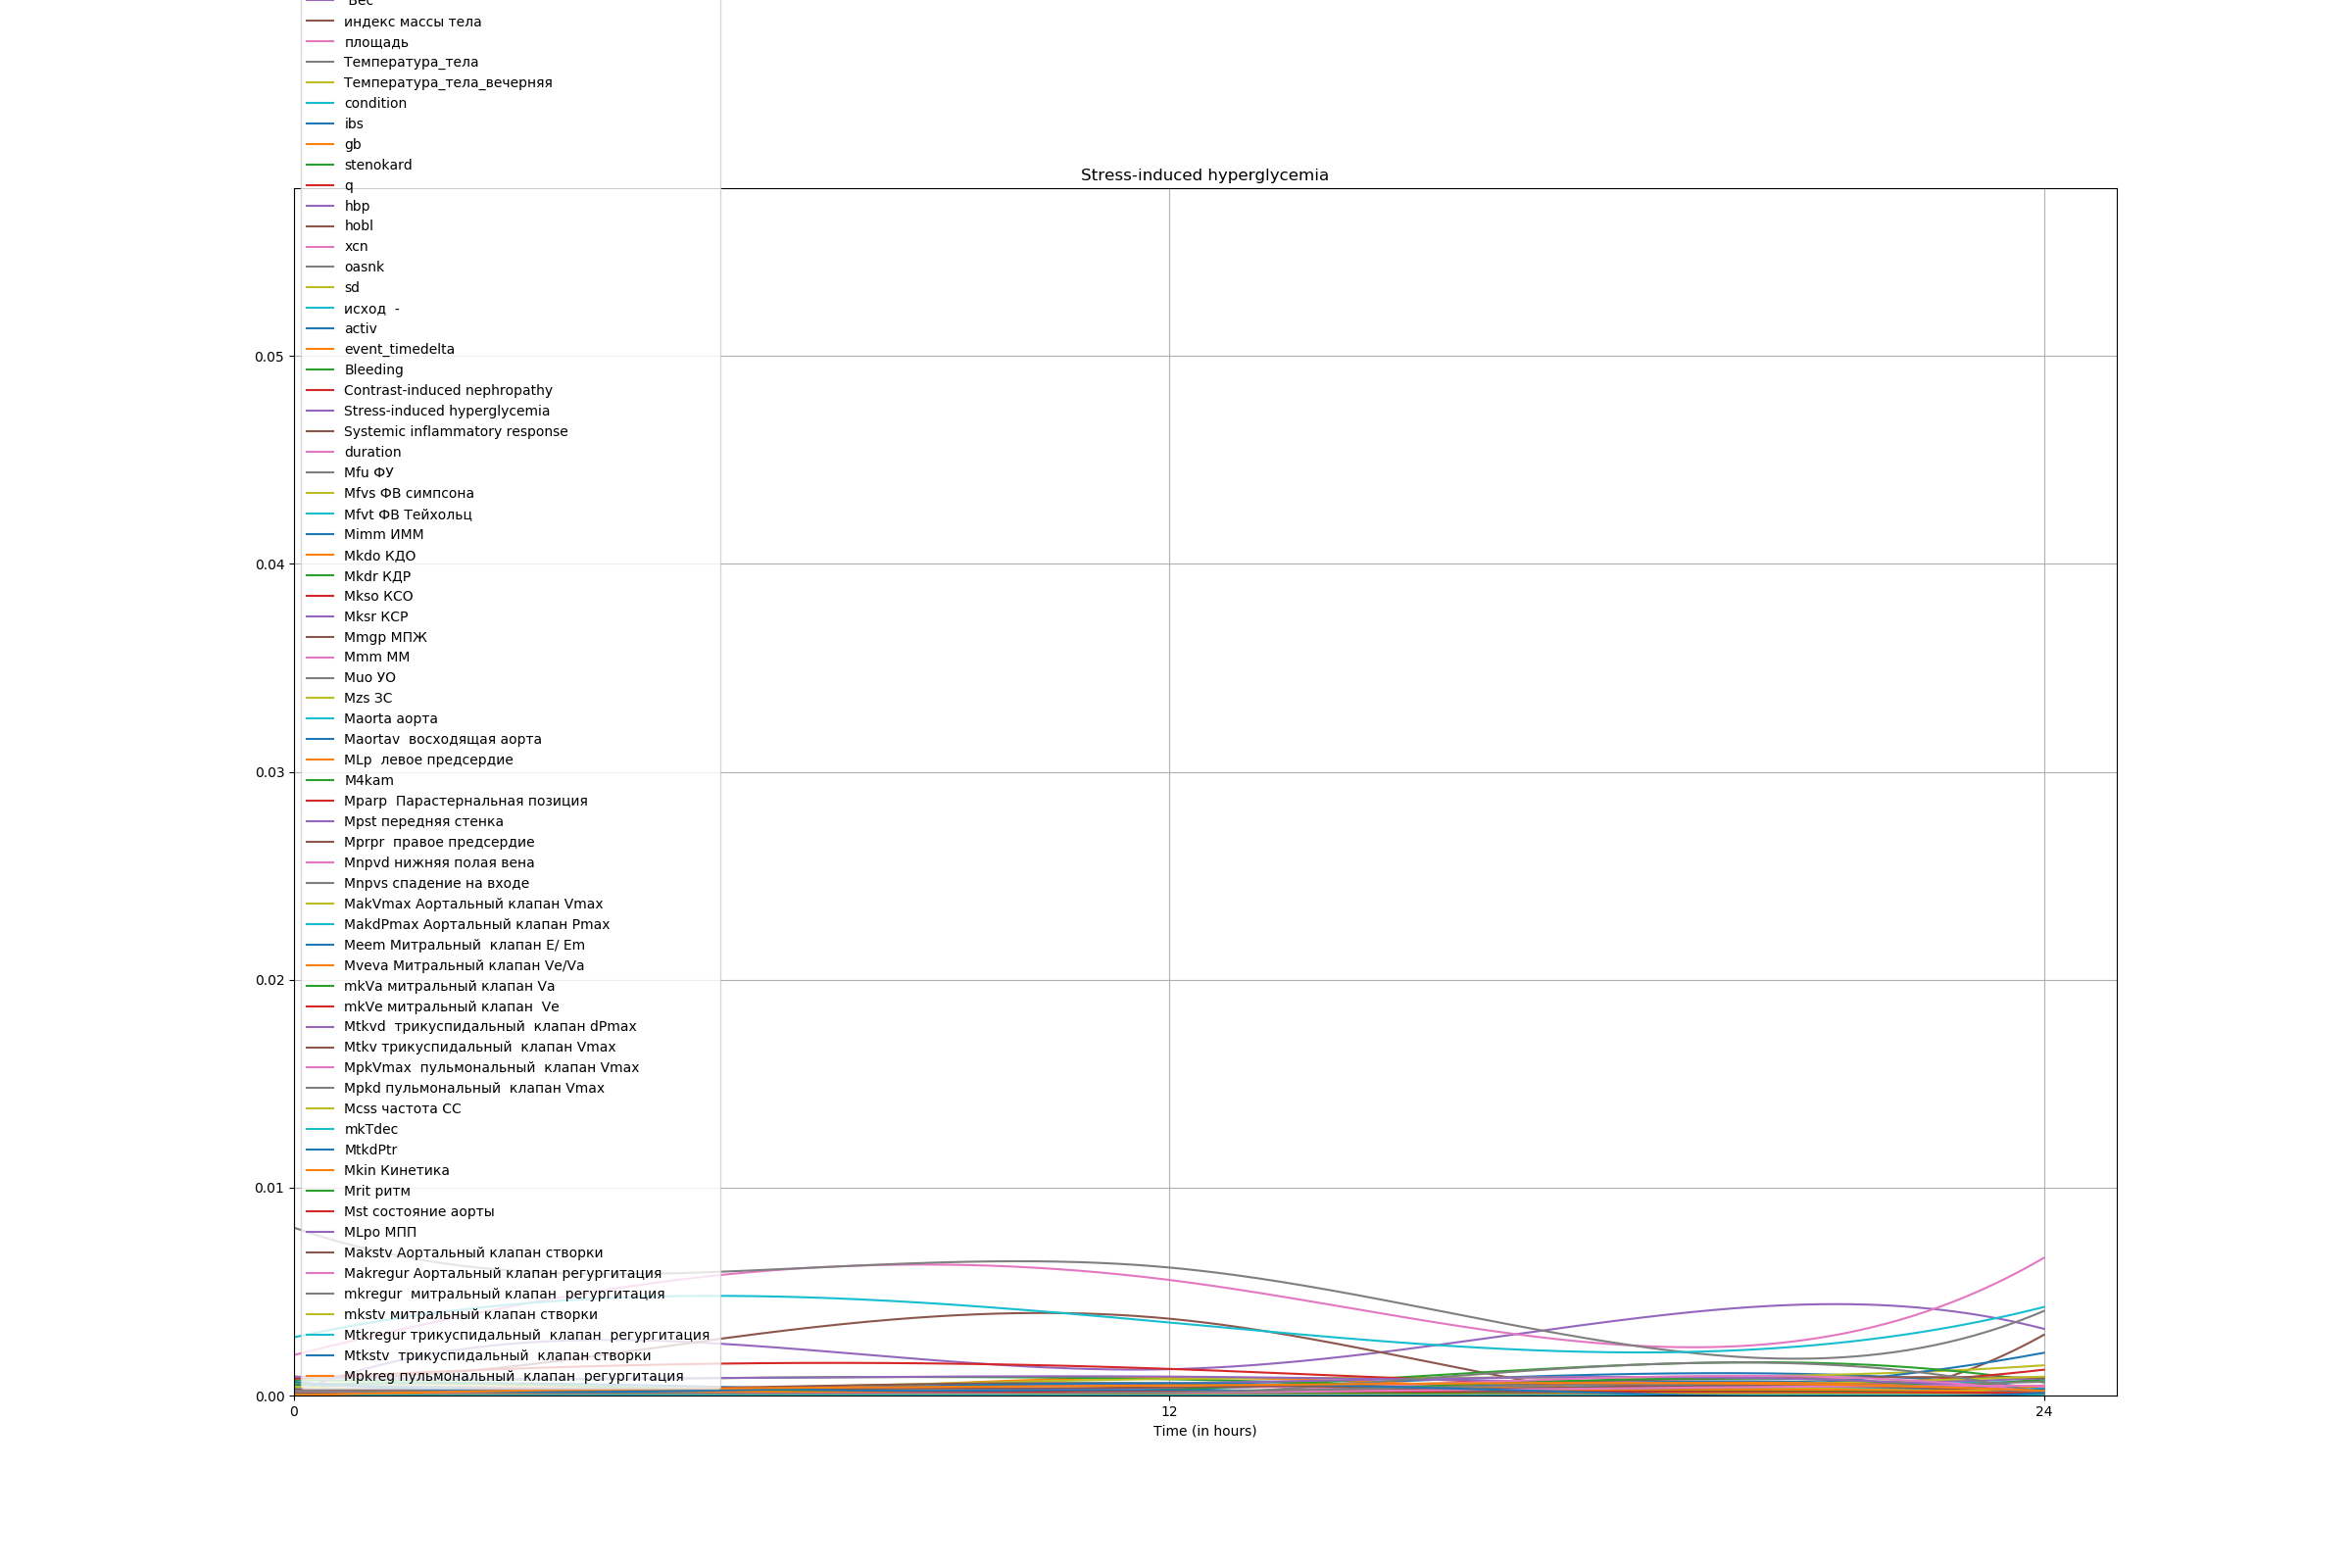 Вес
индекс массы тела
площадь
Температура_тела
Температура_тела_вечерняя
condition
ibs
gb
stenokard
Stress-induced hyperglycemia
q
hbp
hobl
xcn
oasnk
sd
исход  -
activ
event_timedelta
0.05
Bleeding
Contrast-induced nephropathy
Stress-induced hyperglycemia
Systemic inflammatory response
duration
Mfu ФУ
Mfvs ФВ симпсона
Mfvt ФВ Тейхольц
Mimm ИММ
Mkdo КДО
0.04
Mkdr КДР
Mkso КСО
Mksr КСР
Mmgp МПЖ
Mmm ММ
Muo УО
Mzs ЗС
Maorta аорта
Maortav  восходящая аорта
MLp  левое предсердие
0.03
M4kam
Mparp  Парастернальная позиция
Mpst передняя стенка
Mprpr  правое предсердие
Mnpvd нижняя полая вена
Mnpvs спадение на входе
MakVmax Аортальный клапан Vmax
MakdPmax Аортальный клапан Pmax
Meem Митральный  клапан E/ Em
Mveva Митральный клапан Ve/Va
0.02
mkVa митральный клапан Va
mkVe митральный клапан  Ve
Mtkvd  трикуспидальный  клапан dPmax
Mtkv трикуспидальный  клапан Vmax
MpkVmax  пульмональный  клапан Vmax
Mpkd пульмональный  клапан Vmax
Mcss частота СС
mkTdec
MtkdPtr
Mkin Кинетика
0.01
Mrit ритм
Mst состояние аорты
MLpo МПП
Makstv Аортальный клапан створки
Makregur Аортальный клапан регургитация
mkregur  митральный клапан  регургитация
mkstv митральный клапан створки
Mtkregur трикуспидальный  клапан  регургитация
Mtkstv  трикуспидальный  клапан створки
Mpkreg пульмональный  клапан  регургитация
0.00
0 12 24
Time (in hours)